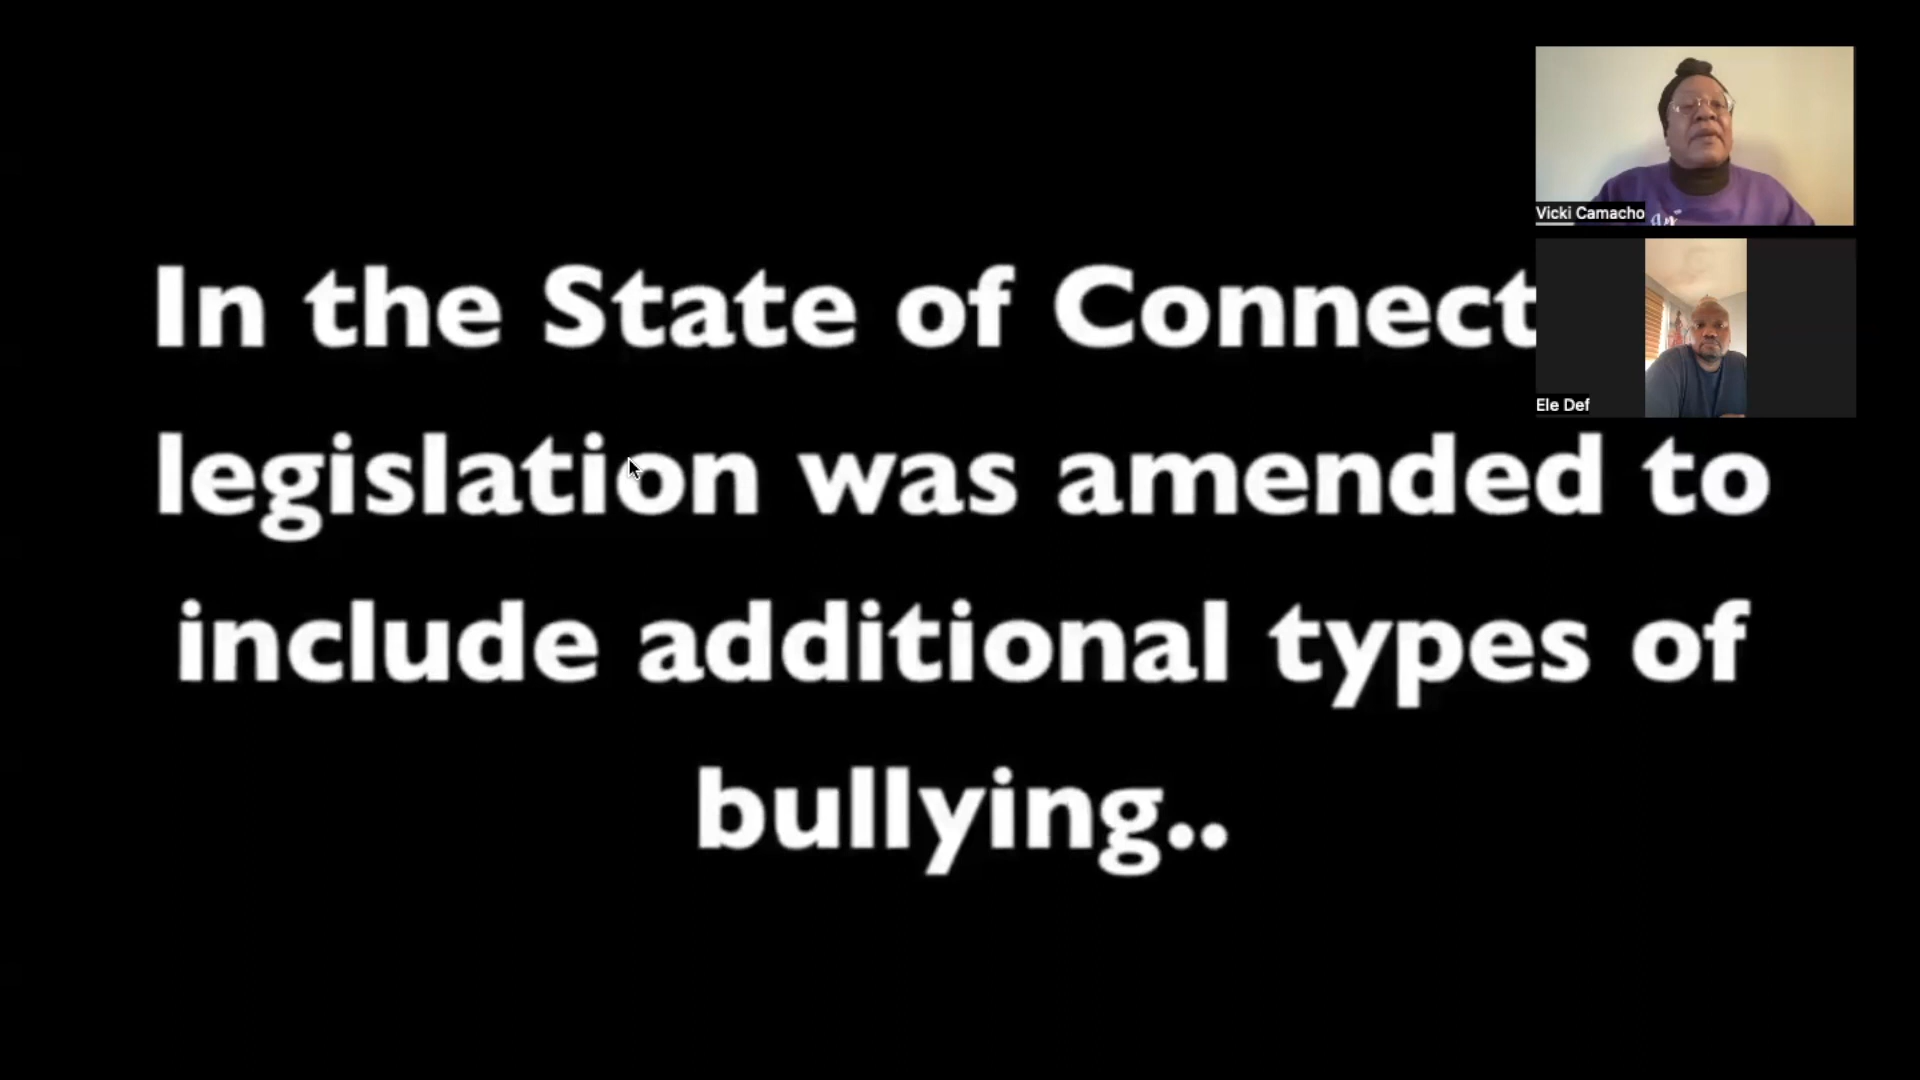 In the State of Connect
legislation was amended to
include additional types of
bullying..
Vicki Camacho
Ele Def